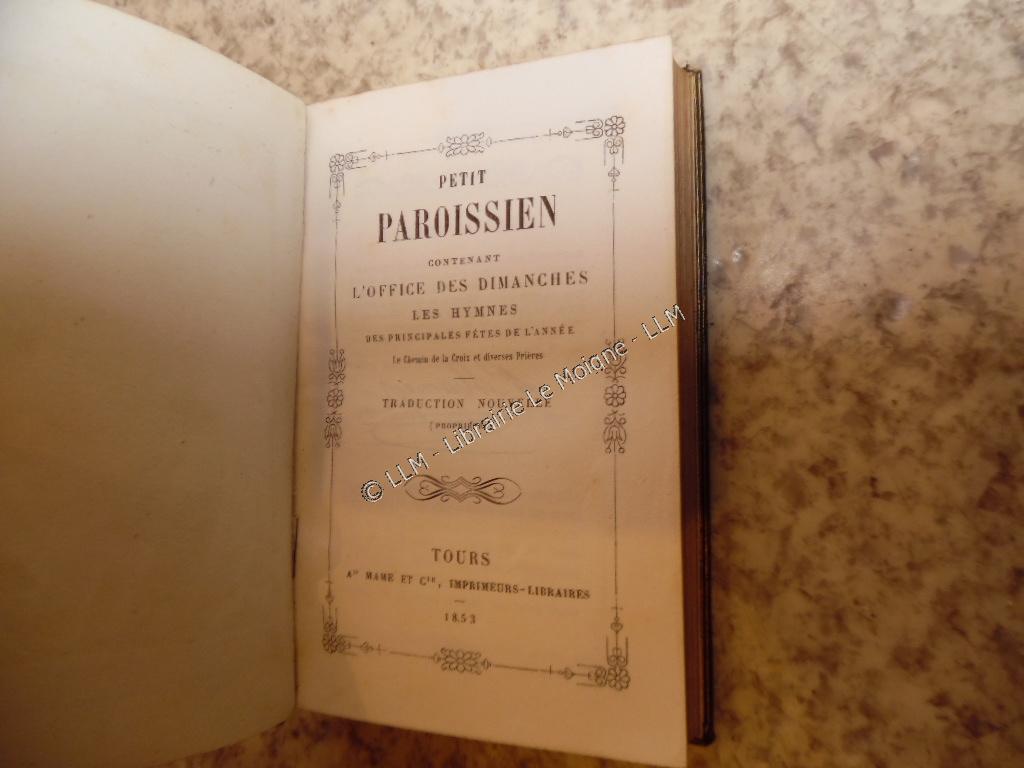 PETIT
PAROISSIEN
CONTENANT
L'OFFICE DES DIMANCHES
LES HYMNES
DES PRINCIPALES FÊTES DE L'ANNÉE
Le Chemin de la Croix et diverses Prières
TRADUCTION NOUVELLE
© LLM - Librairie Le Moigne - LLM
TOURS
Ad MAME ET Cie, IMPRIMEURS-LIBRAIRES
1853